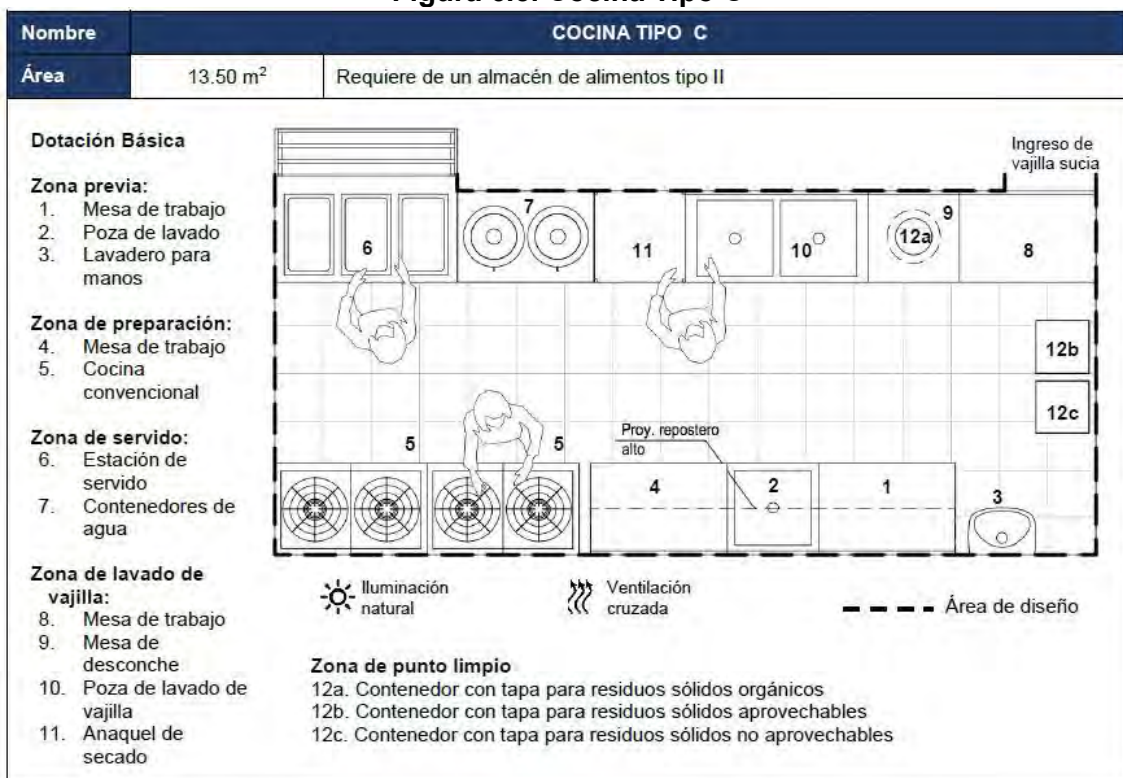 Nombre COCINA TIPO C
Área 13.50 m² Requiere de un almacén de alimentos tipo II
Dotación Básica
Zona previa:
1. Mesa de trabajo
2. Poza de lavado
3. Lavadero para
manos
Zona de preparación:
4. Mesa de trabajo
5. Cocina
convencional
Zona de servido:
6. Estación de
servido
7. Contenedores de
agua
Zona de lavado de
vajilla:
8. Mesa de trabajo
9. Mesa de
desconche
10. Poza de lavado de
vajilla
11. Anaquel de
secado
Ingreso de
vajilla sucia
7
9
12a
6
11
10
8
12b
12c
5
5
Proy. repostero
alto
4
2
1
3
Iluminación
natural
Ventilación
cruzada
Área de diseño
Zona de punto limpio
12a. Contenedor con tapa para residuos sólidos orgánicos
12b. Contenedor con tapa para residuos sólidos aprovechables
12c. Contenedor con tapa para residuos sólidos no aprovechables